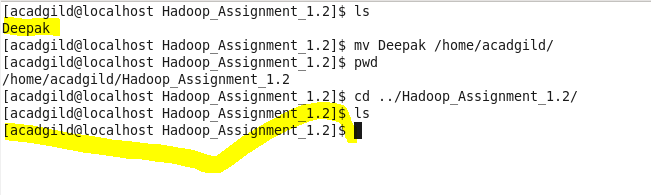 [acadgild@localhost Hadoop_Assignment_1.2]$ ls
Deepak
[acadgild@localhost Hadoop_Assignment_1.2]$ mv Deepak /home/acadgild/
[acadgild@localhost Hadoop_Assignment_1.2]$ pwd
/home/acadgild/Hadoop_Assignment_1.2
[acadgild@localhost Hadoop_Assignment_1.2]$ cd ../Hadoop_Assignment_1.2/
[acadgild@localhost Hadoop_Assignment_1.2]$ ls
[acadgild@localhost Hadoop_Assignment_1.2]$